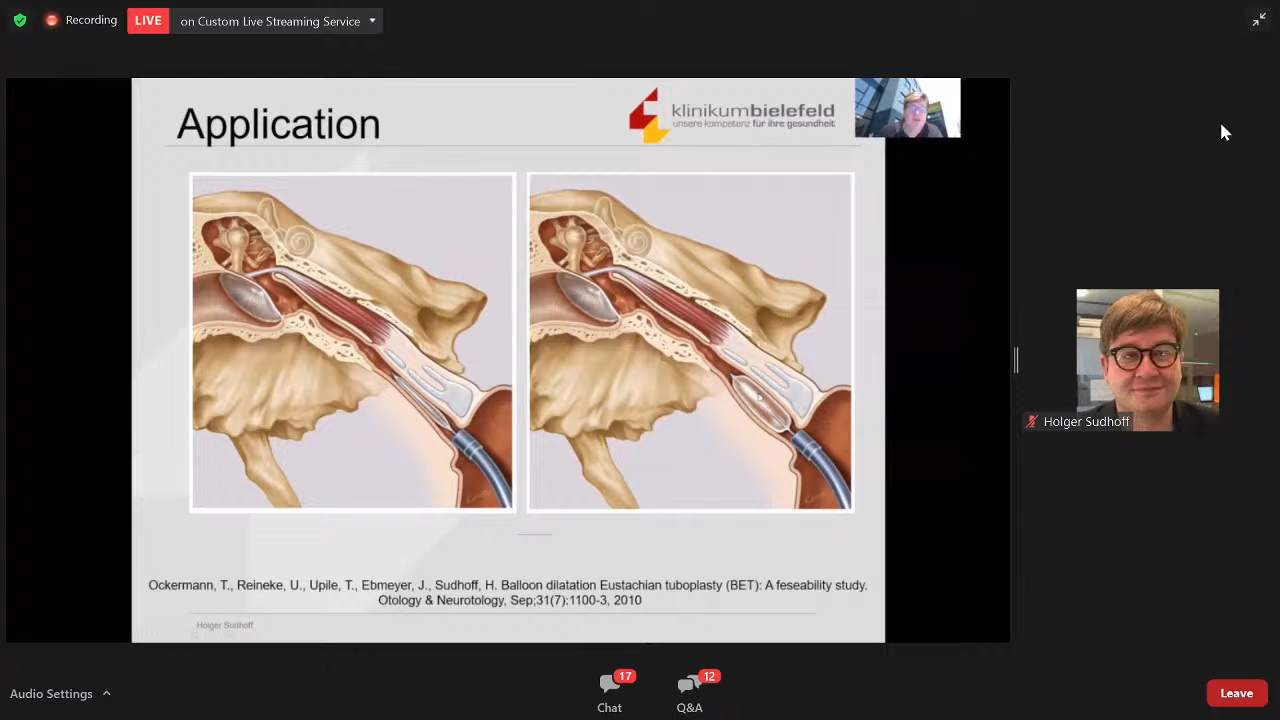 Recording
LIVE
on Custom Live Streaming Service
Application
klinikumbielefeld
unsere kompetenz für ihre gesundheit
Ockermann, T., Reineke, U., Upile, T., Ebmeyer, J., Sudhoff, H. Balloon dilatation Eustachian tuboplasty (BET): A feseability study.
Otology & Neurotology, Sep;31(7):1100-3, 2010
Holger Sudhoff
Holger Sudhoff
Audio Settings
17
Chat
12
Q&A
Leave